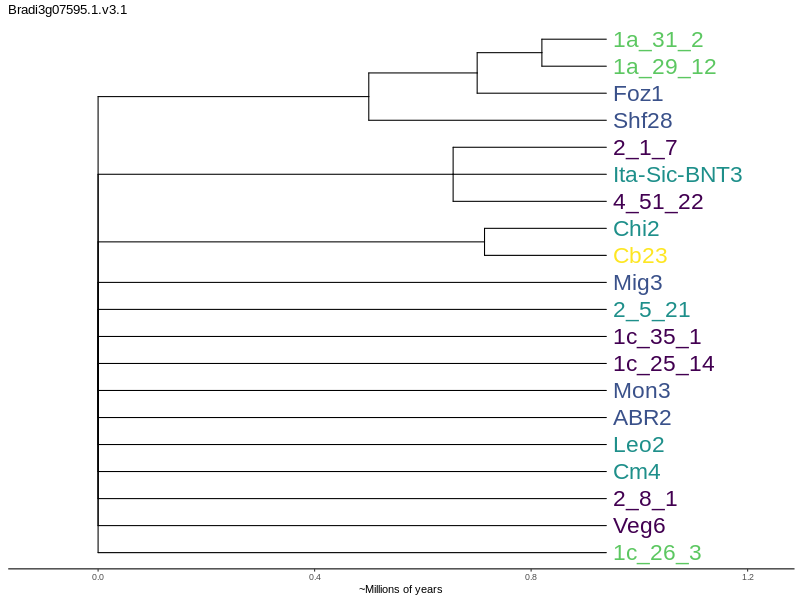 Bradi3g07595.1.v3.1
1a_31_2
1a_29_12
Foz1
Shf28
2_1_7
Ita-Sic-BNT3
4_51_22
Chi2
Cb23
Mig3
2_5_21
1c_35_1
1c_25_14
Mon3
ABR2
Leo2
Cm4
2_8_1
Veg6
1c_26_3
0.0 0.4 0.8 1.2
~Millions of years